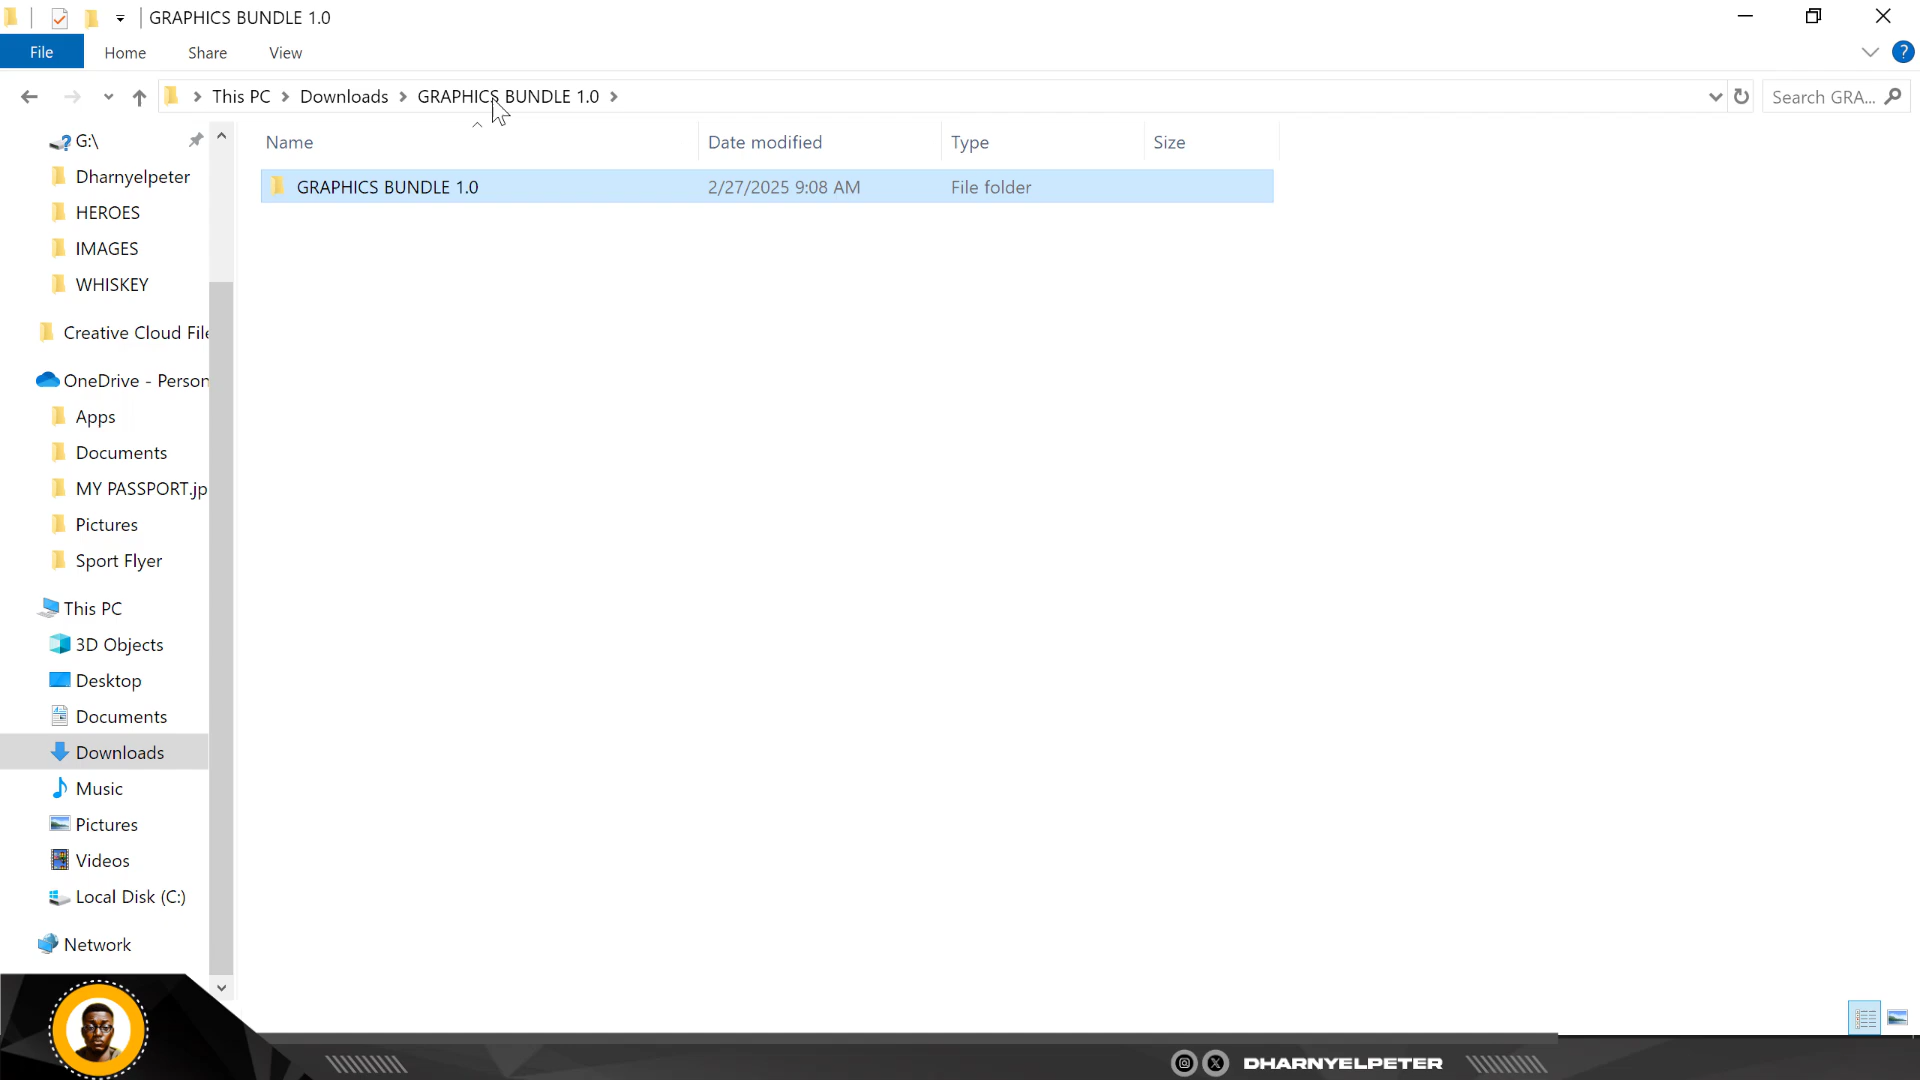 GRAPHICS BUNDLE 1.0
File Home Share View
This PC Downloads GRAPHICS BUNDLE 1.0
Search GRA...
Name Date modified Type Size
GRAPHICS BUNDLE 1.0 2/27/2025 9:08 AM File folder
G:\
Dharnyelpeter
HEROES
IMAGES
WHISKEY
Creative Cloud File
OneDrive - Person
Apps
Documents
MY PASSPORT.jp
Pictures
Sport Flyer
This PC
3D Objects
Desktop
Documents
Downloads
Music
Pictures
Videos
Local Disk (C:)
Network
DHARNYELPETER